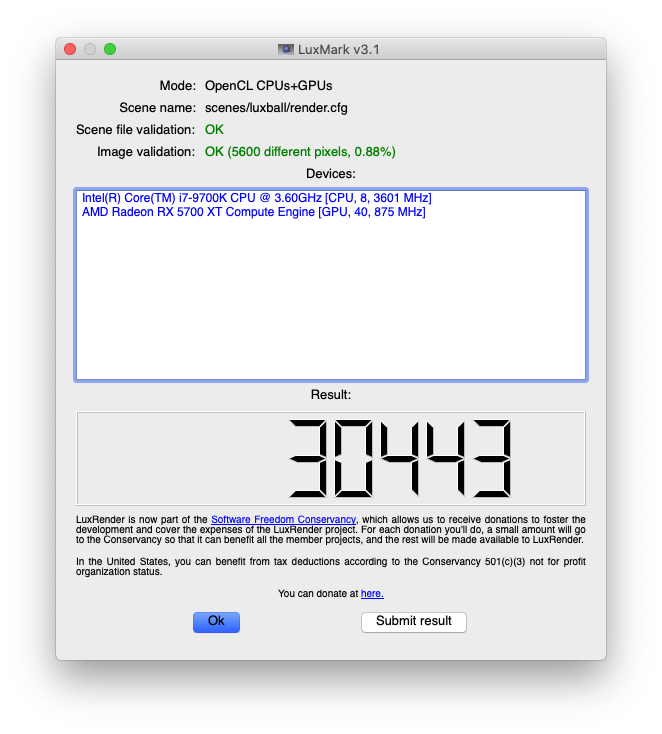 LuxMark v3.1
Mode: OpenCL CPUs+GPUs
Scene name: scenes/luxball/render.cfg
Scene file validation: OK
Image validation: OK (5600 different pixels, 0.88%)
Devices:
Intel(R) Core(TM) i7-9700K CPU @ 3.60GHz [CPU, 8, 3601 MHz]
AMD Radeon RX 5700 XT Compute Engine [GPU, 40, 875 MHz]
Result:
30443
LuxRender is now part of the Software Freedom Conservancy, which allows us to receive donations to foster the
development and cover the expenses of the LuxRender project. For each donation you'll do, a small amount will go
to the Conservancy so that it can benefit all the member projects, and the rest will be made available to LuxRender.
In the United States, you can benefit from tax deductions according to the Conservancy 501(c)(3) not for profit
organization status.
You can donate at here.
Ok Submit result